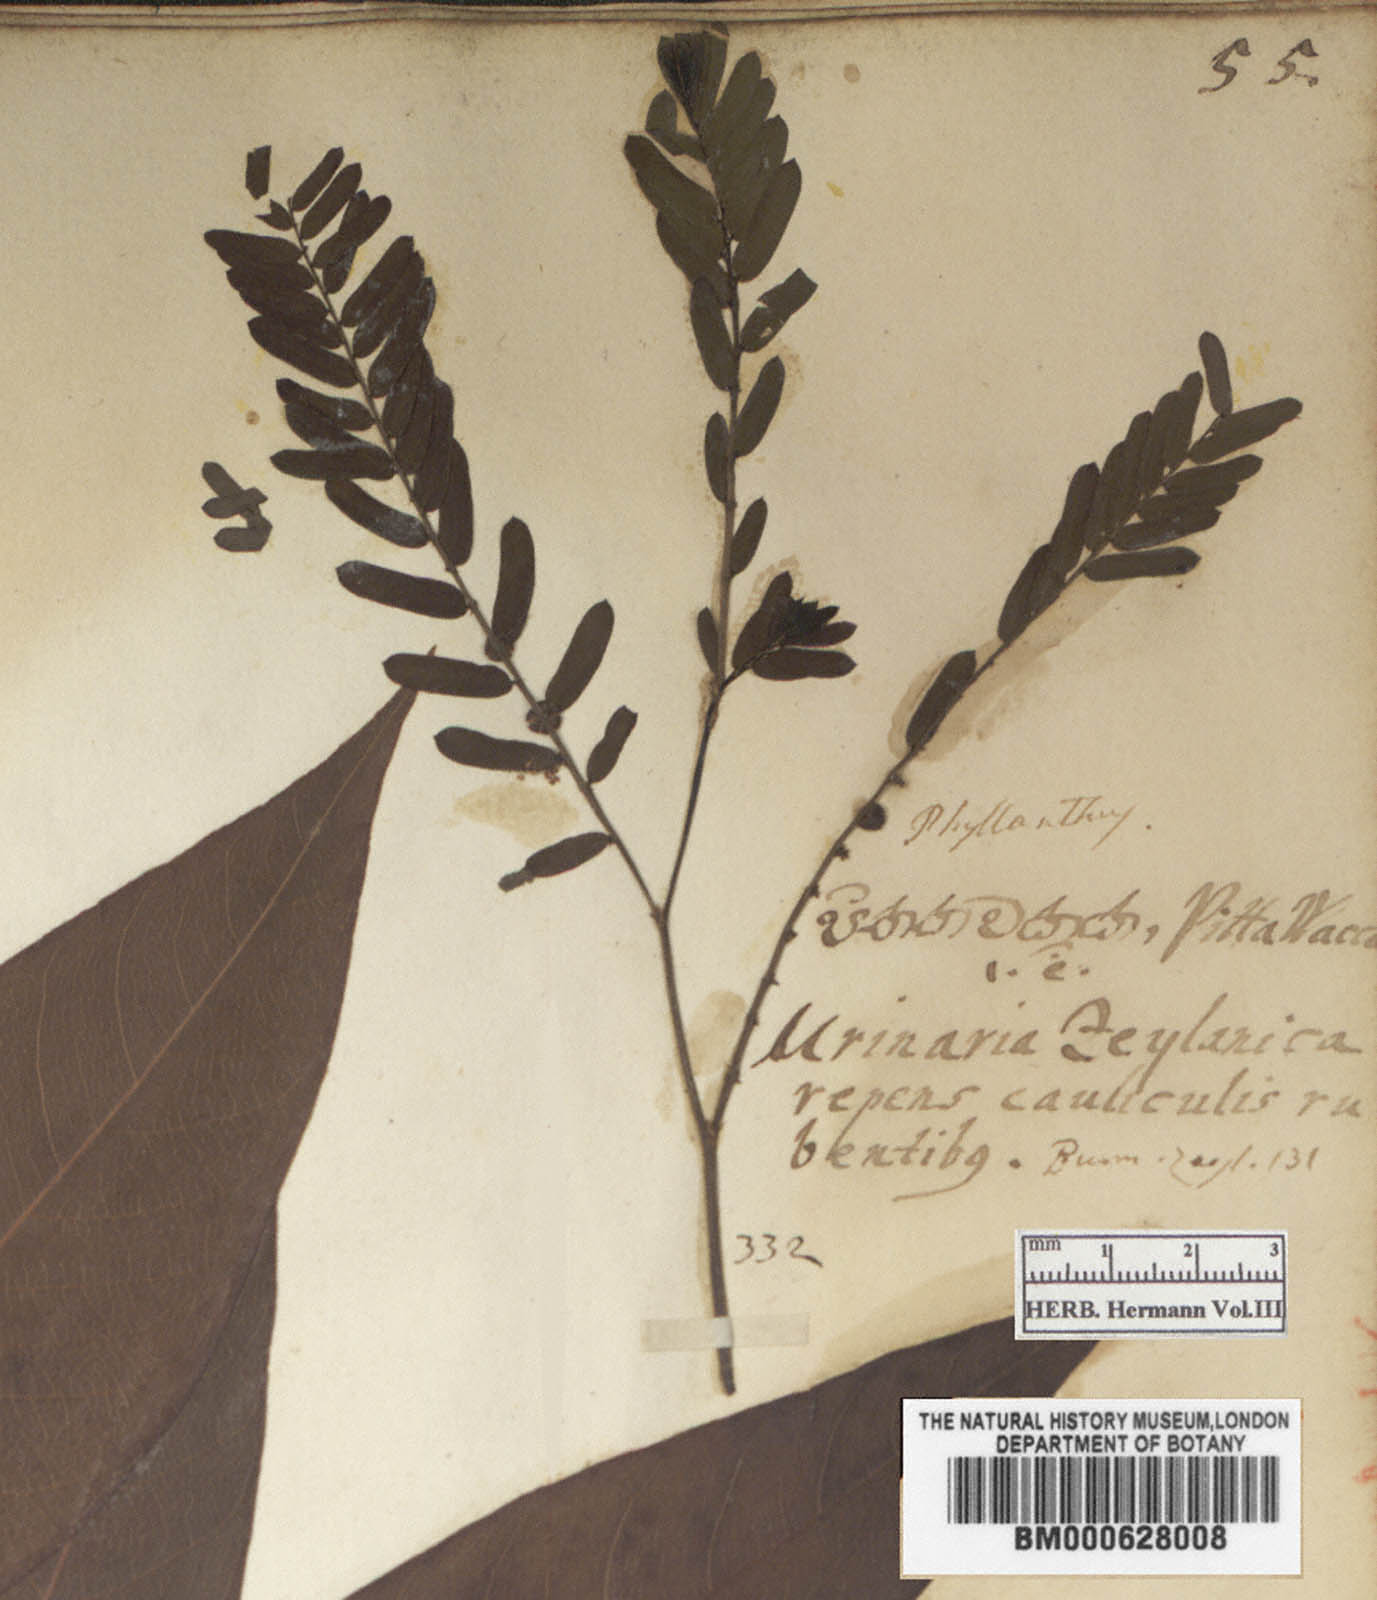 55.
Phyllanthus.
Pitta Wacca
i. e.
Urinaria Zeylanica
repens cauliculis ru
bentibq. Burm. Zeyl. 131
332
mm 1 2 3
HERB. Hermann Vol.III
THE NATURAL HISTORY MUSEUM,LONDON
DEPARTMENT OF BOTANY
BM000628008